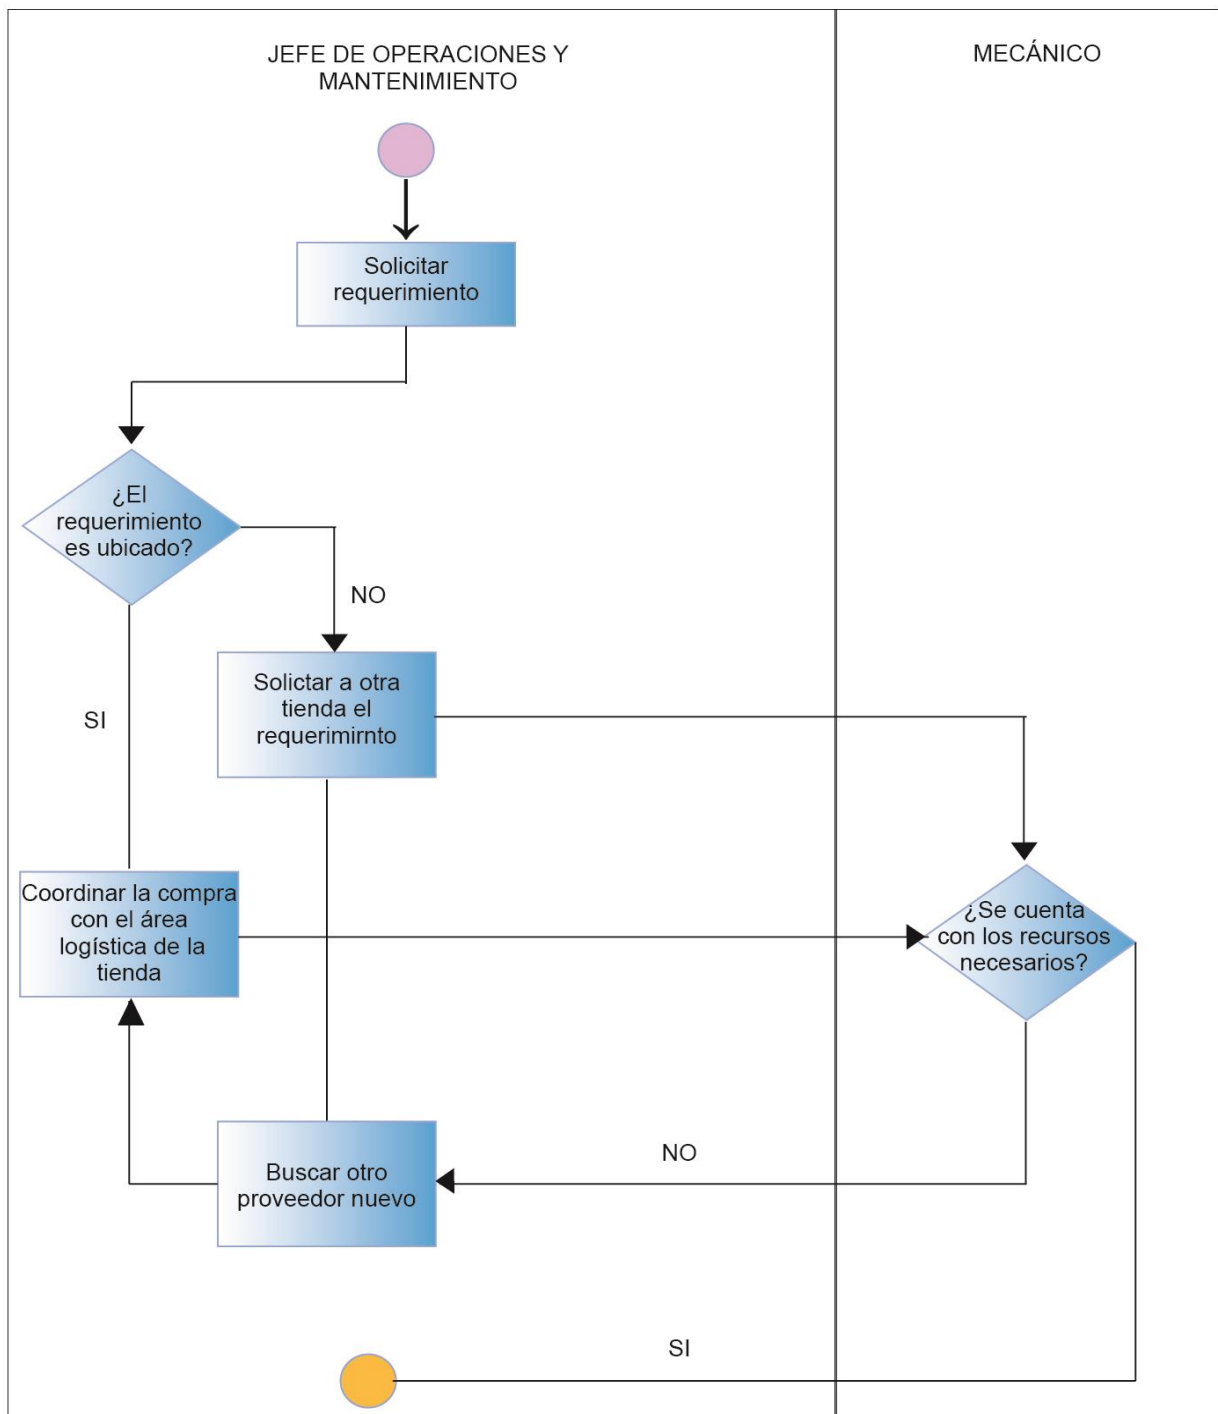 JEFE DE OPERACIONES Y
MANTENIMIENTO
MECÁNICO
Solicitar
requerimiento
¿El
requerimiento
es ubicado?
NO
Solictar a otra
tienda el
requerimirnto
SI
Coordinar la compra
con el área
logística de la
tienda
¿Se cuenta
con los recursos
necesarios?
NO
Buscar otro
proveedor nuevo
SI